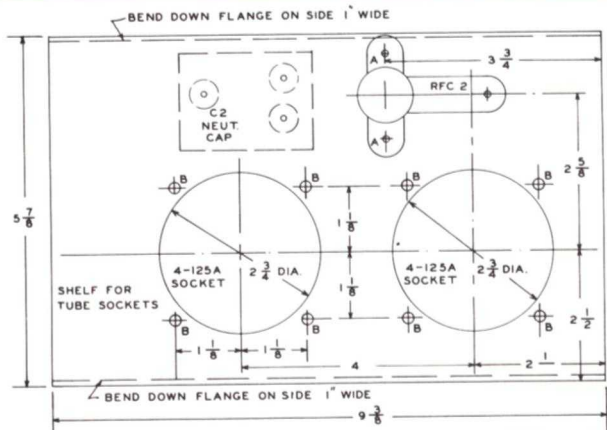 BEND DOWN FLANGE ON SIDE 1" WIDE
A
3 3/4
RFC 2
C2
NEUT.
CAP
A
B B B B
5 7/8
1 1/8
2 5/8
4-125A
SOCKET
2 3/4 DIA.
4-125A
SOCKET
2 3/4 DIA.
SHELF FOR
TUBE SOCKETS
1 1/8
2 1/2
B B B B
1 1/8
1 1/8
4
2 1
BEND DOWN FLANGE ON SIDE 1" WIDE
9 3/8